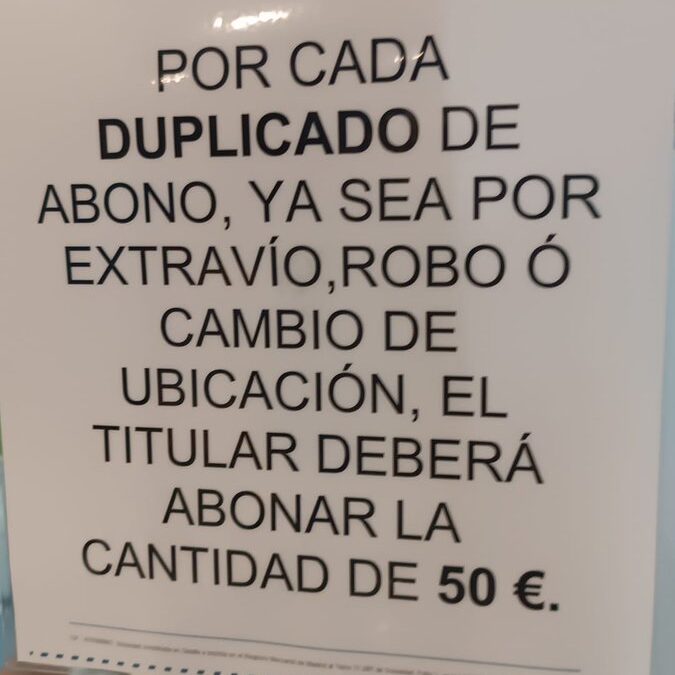 POR CADA
DUPLICADO DE
ABONO, YA SEA POR
EXTRAVÍO,ROBO Ó
CAMBIO DE
UBICACIÓN, EL
TITULAR DEBERÁ
ABONAR LA
CANTIDAD DE 50 €.